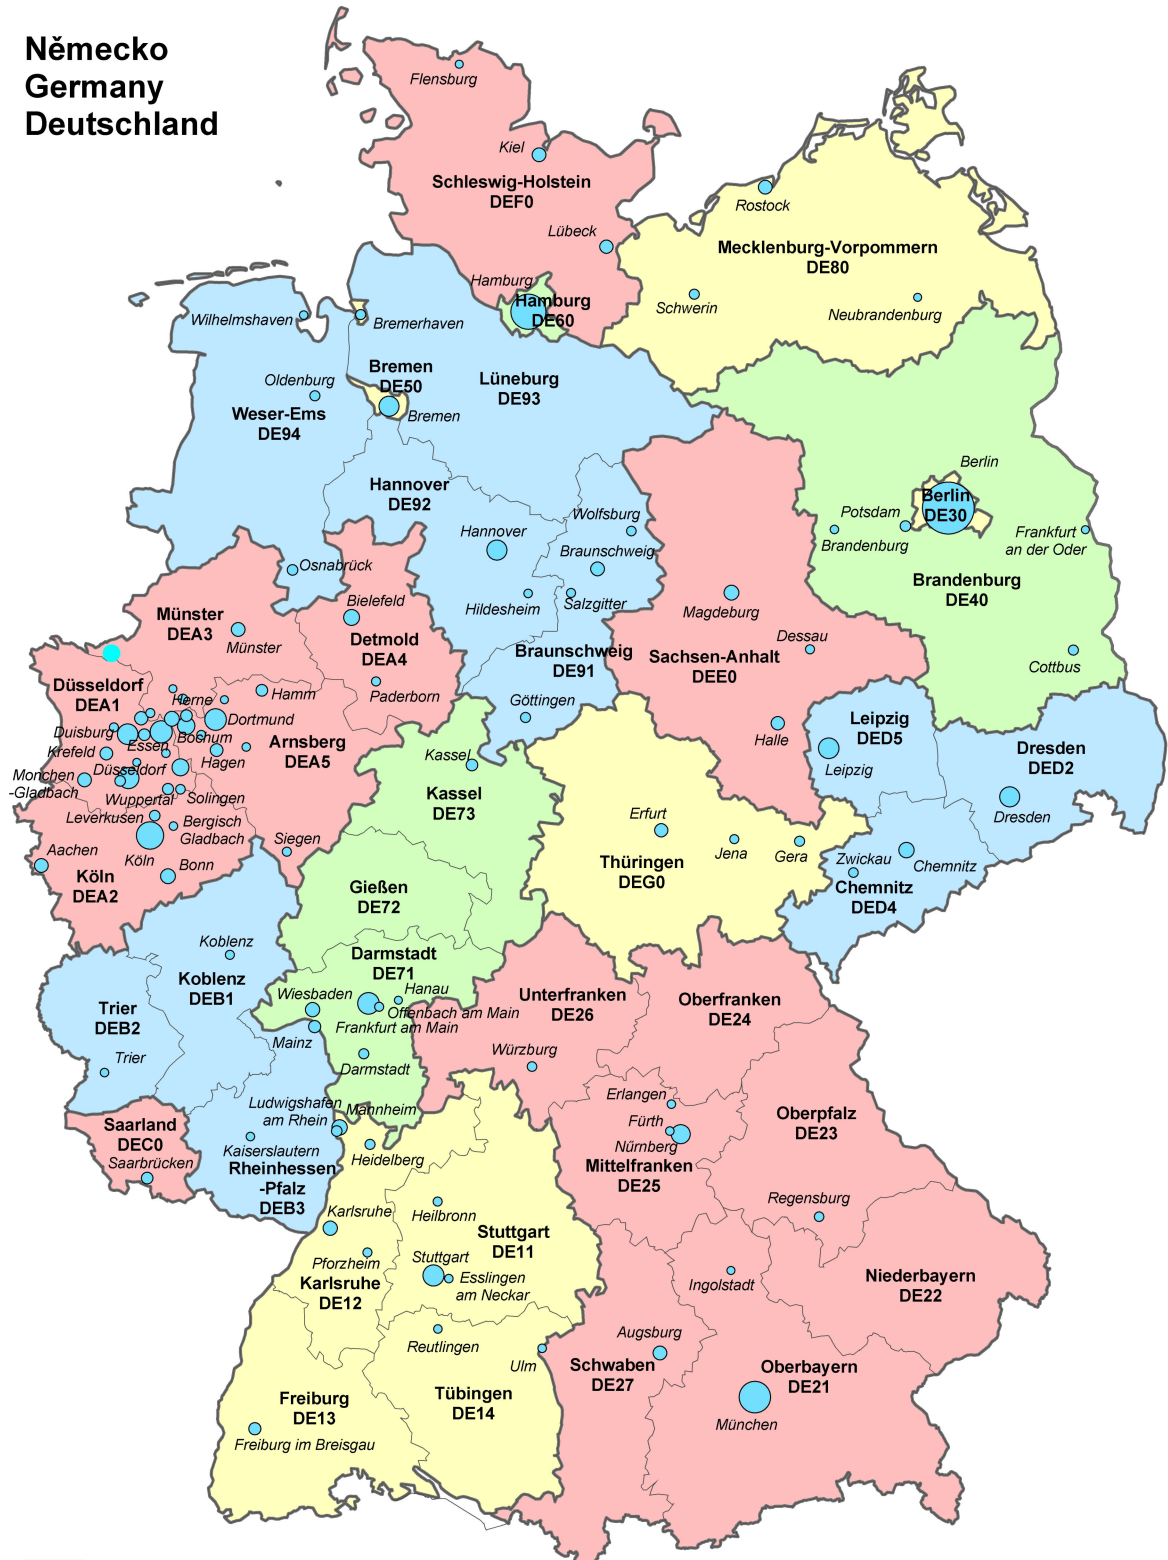 Německo
Germany
Deutschland
Flensburg
Kiel
Schleswig-Holstein
DEF0
Lübeck
Rostock
Mecklenburg-Vorpommern
DE80
Schwerin
Neubrandenburg
Hamburg
Hamburg
DE60
Wilhelmshaven
Bremerhaven
Bremen
DE50
Bremen
Oldenburg
Weser-Ems
DE94
Lüneburg
DE93
Hannover
DE92
Hannover
Wolfsburg
Braunschweig
Hildesheim
Salzgitter
Braunschweig
DE91
Göttingen
Osnabrück
Berlin
Berlin
DE30
Potsdam
Brandenburg
Frankfurt
an der Oder
Brandenburg
DE40
Cottbus
Magdeburg
Dessau
Sachsen-Anhalt
DEE0
Halle
Münster
DEA3
Münster
Bielefeld
Detmold
DEA4
Paderborn
Düsseldorf
DEA1
Herne
Hamm
Duisburg
Dortmund
Essen
Bochum
Arnsberg
DEA5
Krefeld
Hagen
Monchen
-Gladbach
Düsseldorf
Wuppertal
Solingen
Leverkusen
Bergisch
Gladbach
Siegen
Aachen
Köln
Bonn
Köln
DEA2
Kassel
Kassel
DE73
Leipzig
DED5
Leipzig
Dresden
DED2
Dresden
Erfurt
Jena
Gera
Thüringen
DEG0
Zwickau
Chemnitz
Chemnitz
DED4
Gießen
DE72
Koblenz
Koblenz
DEB1
Darmstadt
DE71
Wiesbaden
Hanau
Offenbach am Main
Frankfurt am Main
Mainz
Darmstadt
Trier
DEB2
Trier
Unterfranken
DE26
Würzburg
Oberfranken
DE24
Saarland
DEC0
Saarbrücken
Ludwigshafen
am Rhein
Mannheim
Kaiserslautern
Heidelberg
Rheinhessen
-Pfalz
DEB3
Erlangen
Fürth
Nűrnberg
Mittelfranken
DE25
Oberpfalz
DE23
Regensburg
Karlsruhe
Heilbronn
Pforzheim
Karlsruhe
DE12
Stuttgart
DE11
Stuttgart
Esslingen
am Neckar
Ingolstadt
Niederbayern
DE22
Reutlingen
Ulm
Augsburg
Schwaben
DE27
Oberbayern
DE21
München
Freiburg
DE13
Freiburg im Breisgau
Tübingen
DE14